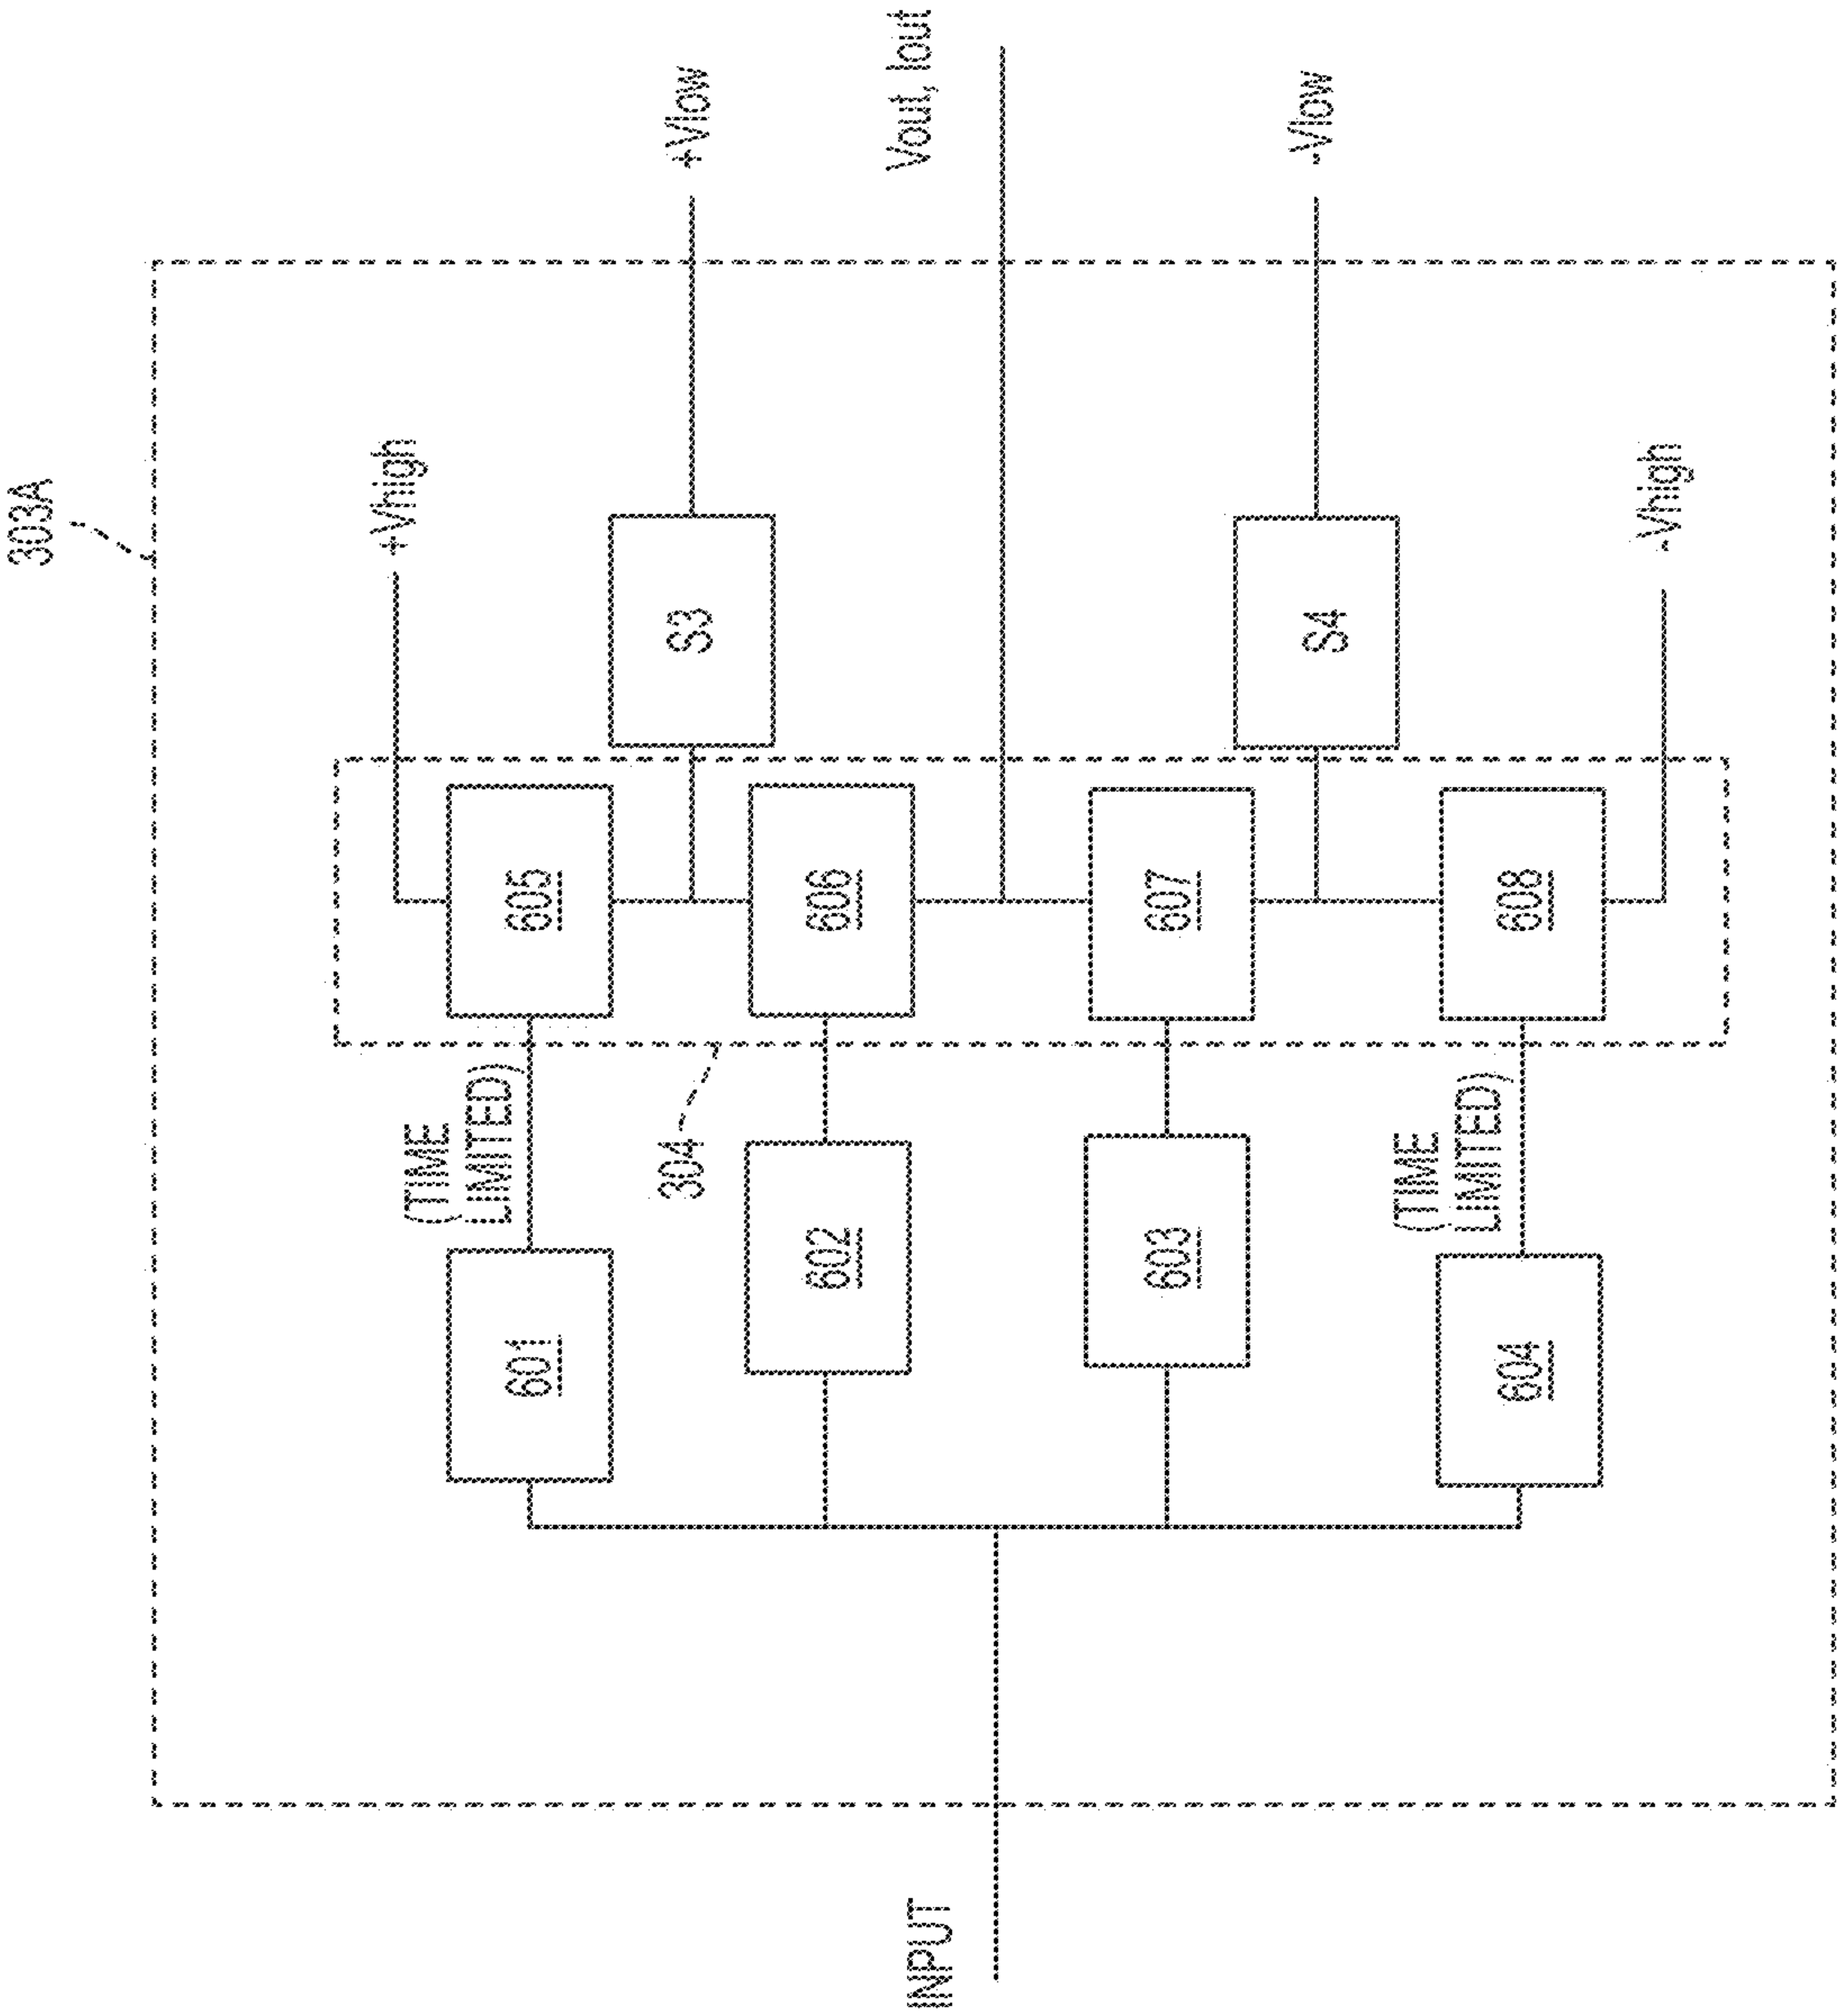 303A
+Vhigh
+Vlow
Vout, Iout
-Vlow
-Vhigh
S3
S4
605
606
607
608
(TIME
LIMITED)
304
(TIME
LIMITED)
601
602
603
604
INPUT